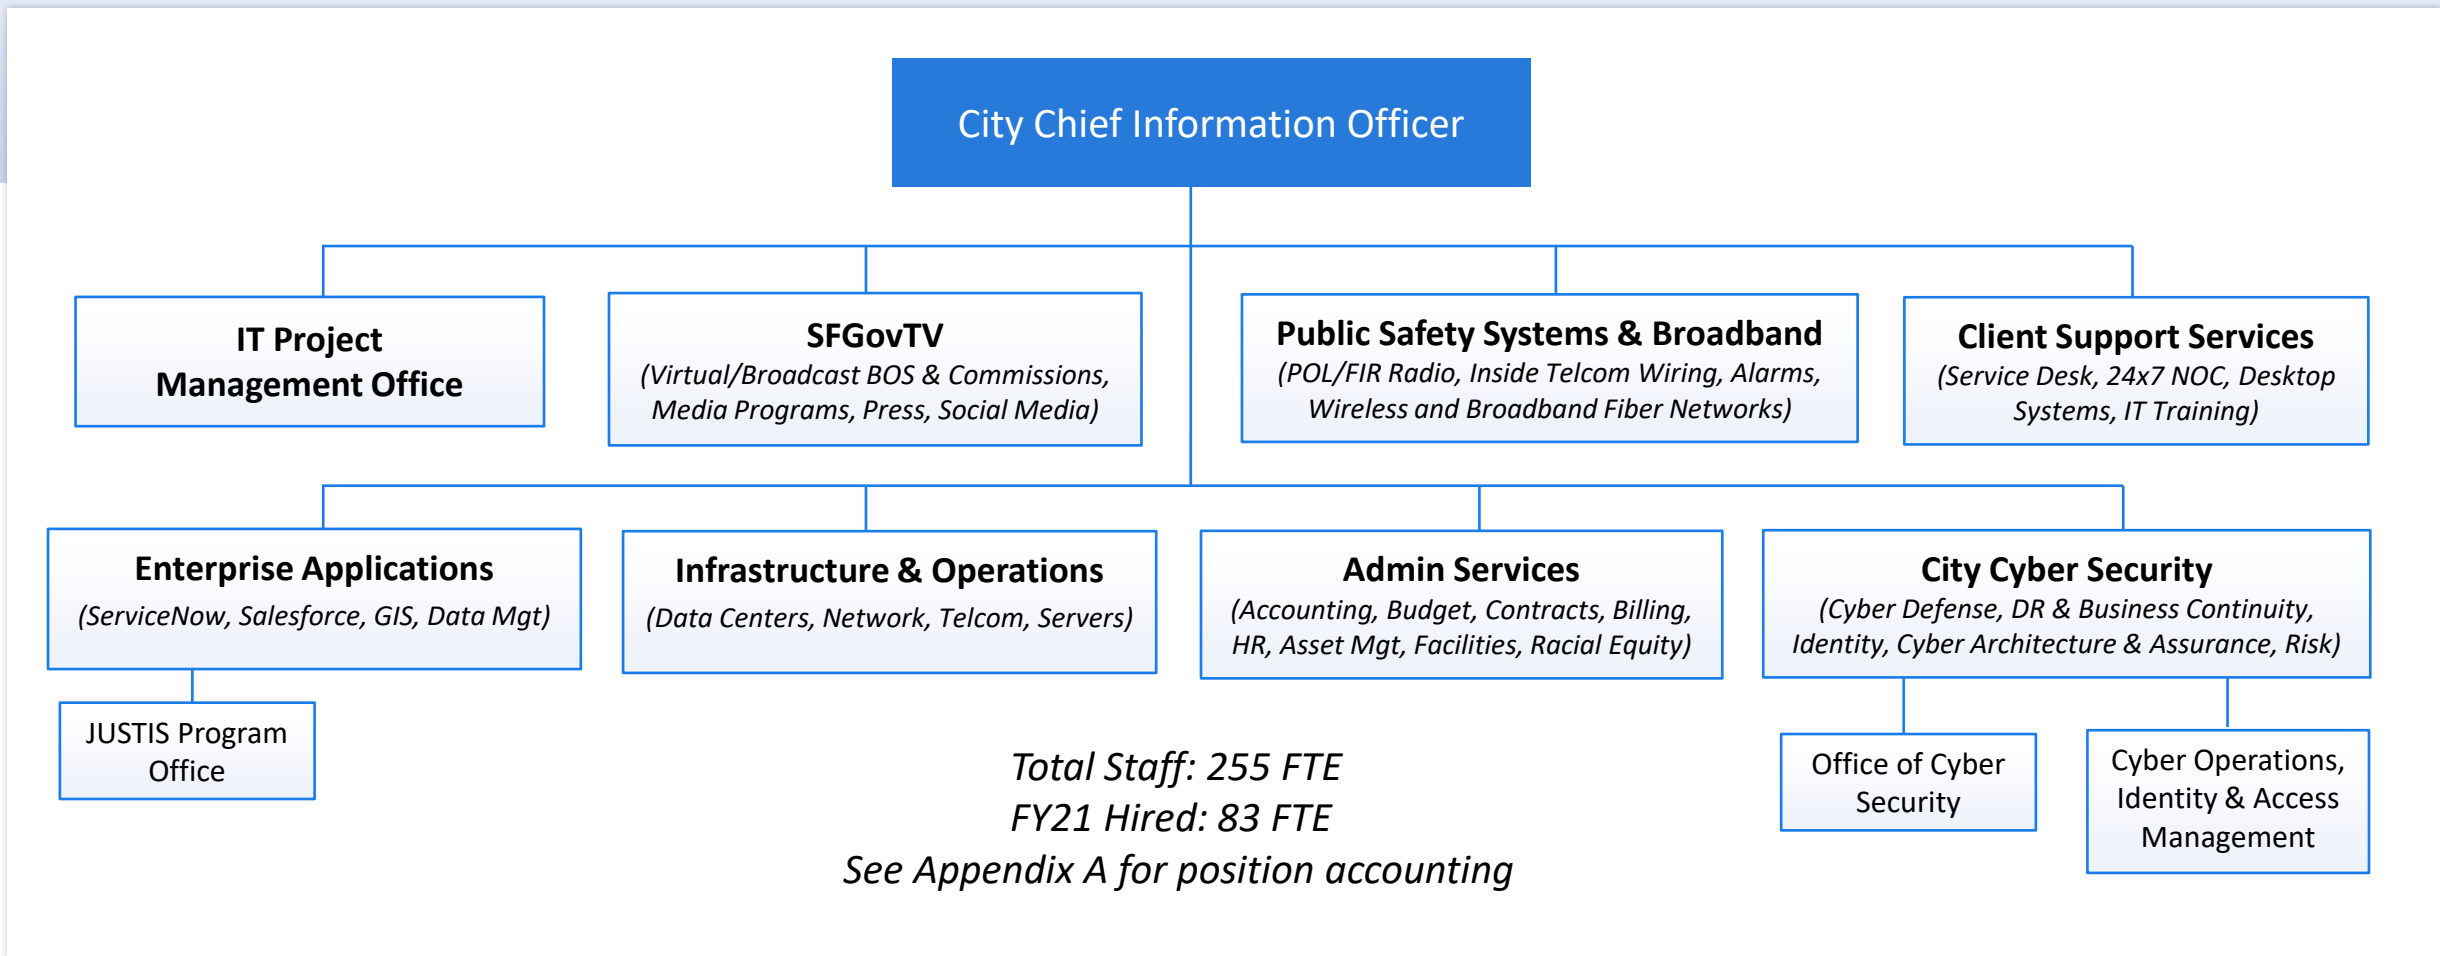 City Chief Information Officer
IT Project
Management Office
SFGovTV
(Virtual/Broadcast BOS & Commissions,
Media Programs, Press, Social Media)
Public Safety Systems & Broadband
(POL/FIR Radio, Inside Telcom Wiring, Alarms,
Wireless and Broadband Fiber Networks)
Client Support Services
(Service Desk, 24x7 NOC, Desktop
Systems, IT Training)
Enterprise Applications
(ServiceNow, Salesforce, GIS, Data Mgt)
Infrastructure & Operations
(Data Centers, Network, Telcom, Servers)
Admin Services
(Accounting, Budget, Contracts, Billing,
HR, Asset Mgt, Facilities, Racial Equity)
City Cyber Security
(Cyber Defense, DR & Business Continuity,
Identity, Cyber Architecture & Assurance, Risk)
JUSTIS Program
Office
Office of Cyber
Security
Cyber Operations,
Identity & Access
Management
Total Staff: 255 FTE
FY21 Hired: 83 FTE
See Appendix A for position accounting